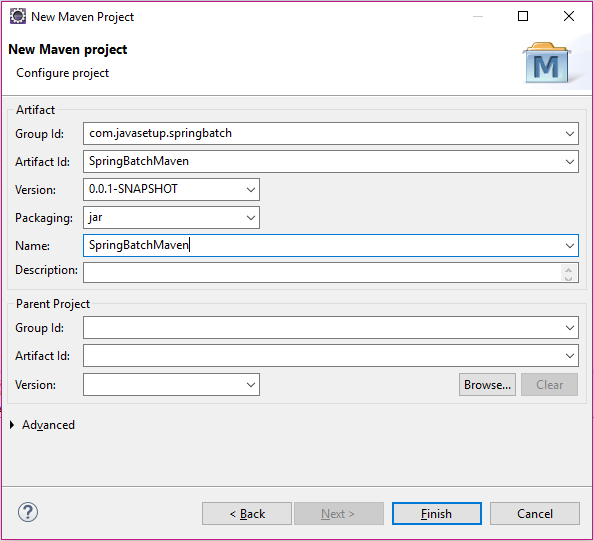 New Maven Project
New Maven project
Configure project
M
Artifact
Group Id: com.javasetup.springbatch
Artifact Id: SpringBatchMaven
Version: 0.0.1-SNAPSHOT
Packaging: jar
Name: SpringBatchMaven
Description:
Parent Project
Group Id:
Artifact Id:
Version: Browse... Clear
Advanced
? < Back Next > Finish Cancel